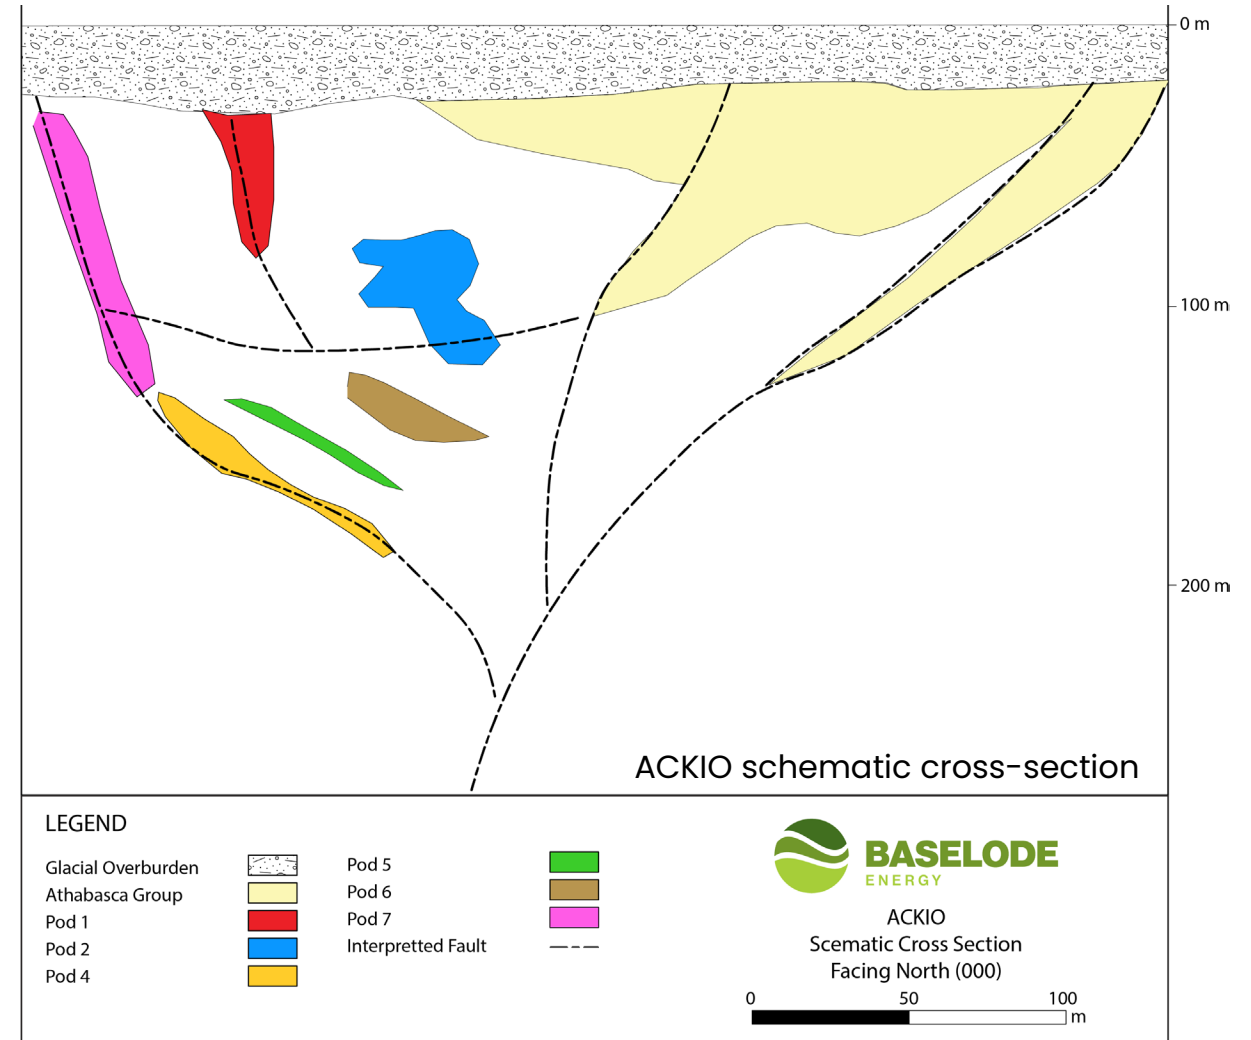 0 m
100 m
200 m
ACKIO schematic cross-section
LEGEND
Glacial Overburden
Athabasca Group
Pod 1
Pod 2
Pod 4
Pod 5
Pod 6
Pod 7
Interpretted Fault
BASELODE
ENERGY
ACKIO
Scematic Cross Section
Facing North (000)
0 50 100
m